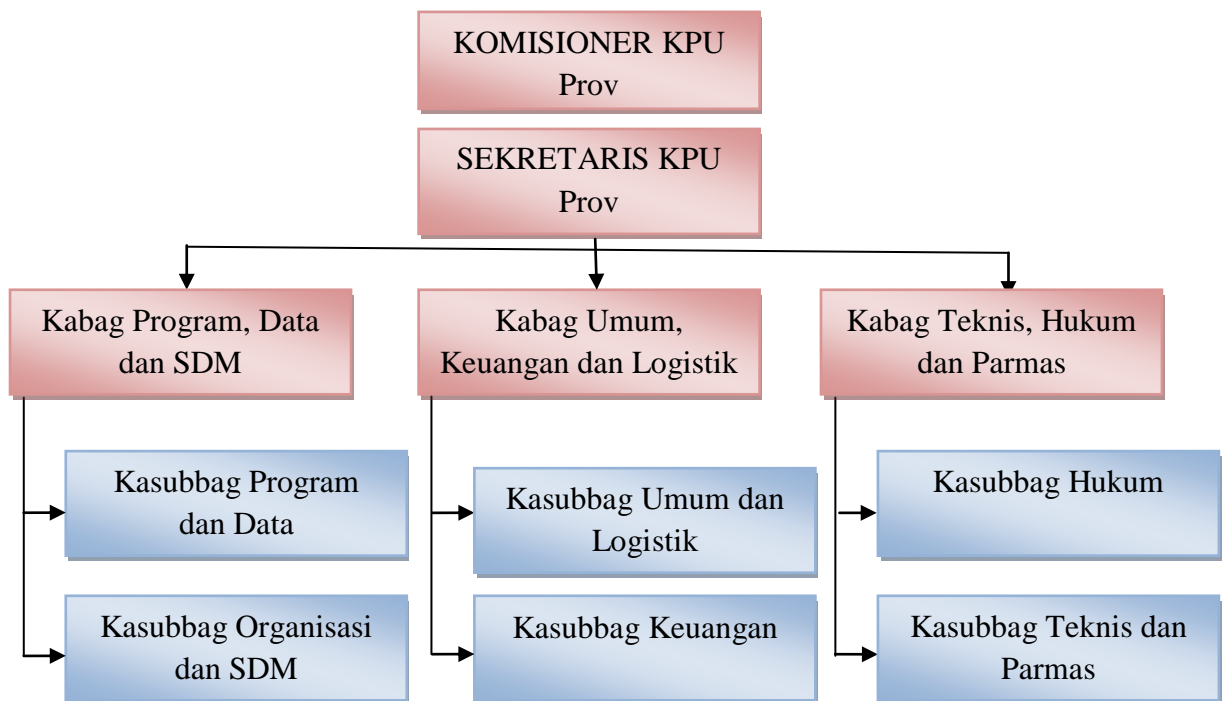 KOMISIONER KPU
Prov
SEKRETARIS KPU
Prov
Kabag Program, Data
dan SDM
Kabag Umum,
Keuangan dan Logistik
Kabag Teknis, Hukum
dan Parmas
Kasubbag Program
dan Data
Kasubbag Umum dan
Logistik
Kasubbag Hukum
Kasubbag Organisasi
dan SDM
Kasubbag Keuangan
Kasubbag Teknis dan
Parmas